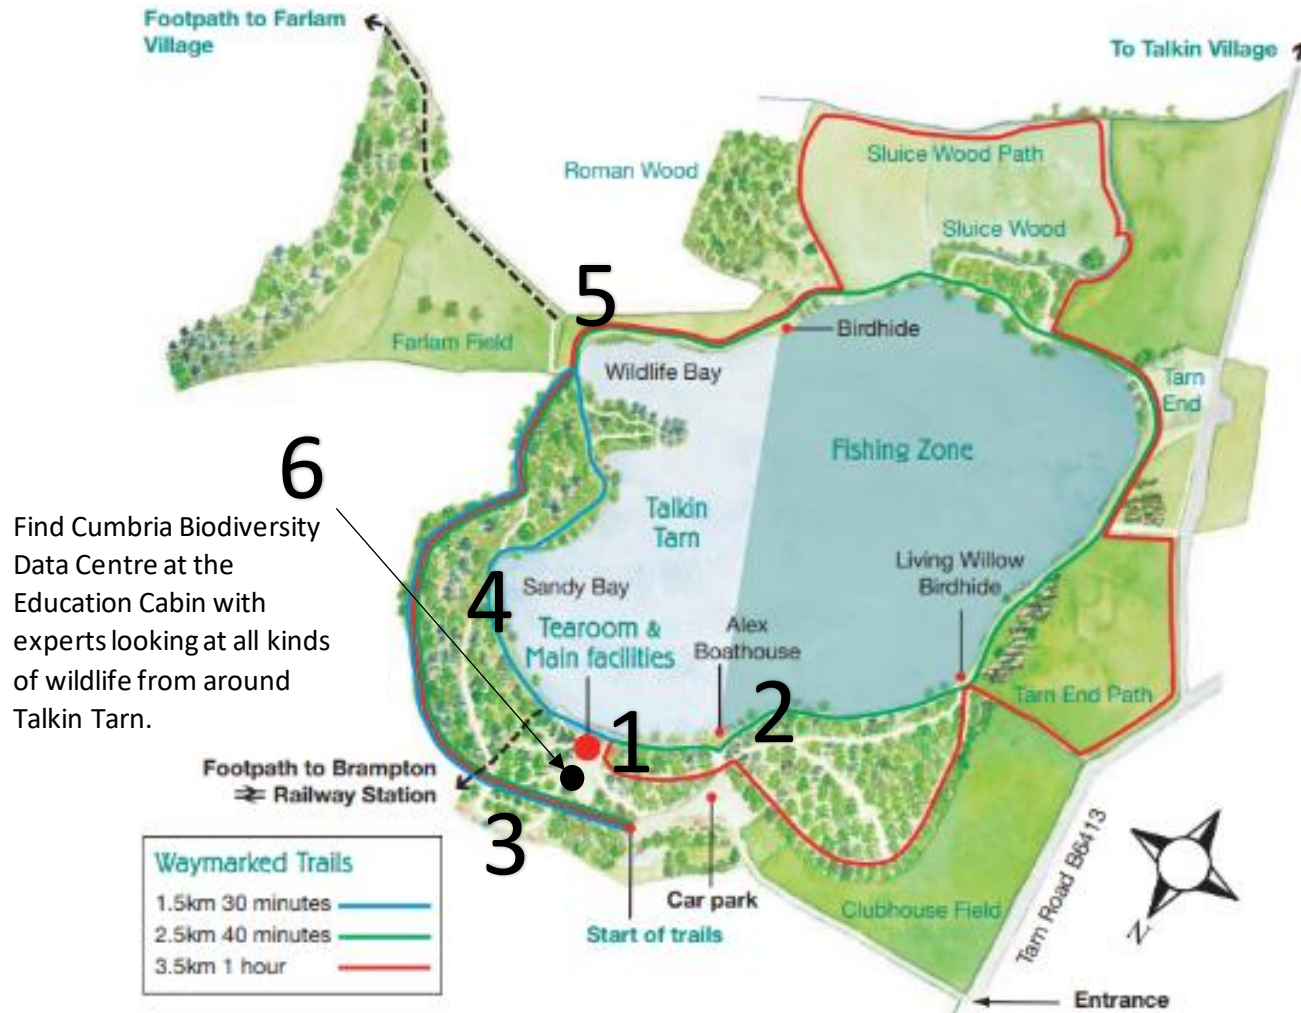 Footpath to Farlam
Village
To Talkin Village
Sluice Wood Path
Roman Wood
Sluice Wood
5
Birdhide
Farlam Field
Wildlife Bay
Tarn
End
6
Fishing Zone
Find Cumbria Biodiversity
Data Centre at the
Education Cabin with
experts looking at all kinds
of wildlife from around
Talkin Tarn.
Talkin
Tarn
Living Willow
Birdhide
4
Sandy Bay
Tearoom &
Main facilities
Alex
Boathouse
2
Tarn End Path
1
Footpath to Brampton
Railway Station
3
Waymarked Trails
1.5km 30 minutes
2.5km 40 minutes
3.5km 1 hour
Car park
Start of trails
Clubhouse Field
Tarn Road B6413
N
Entrance